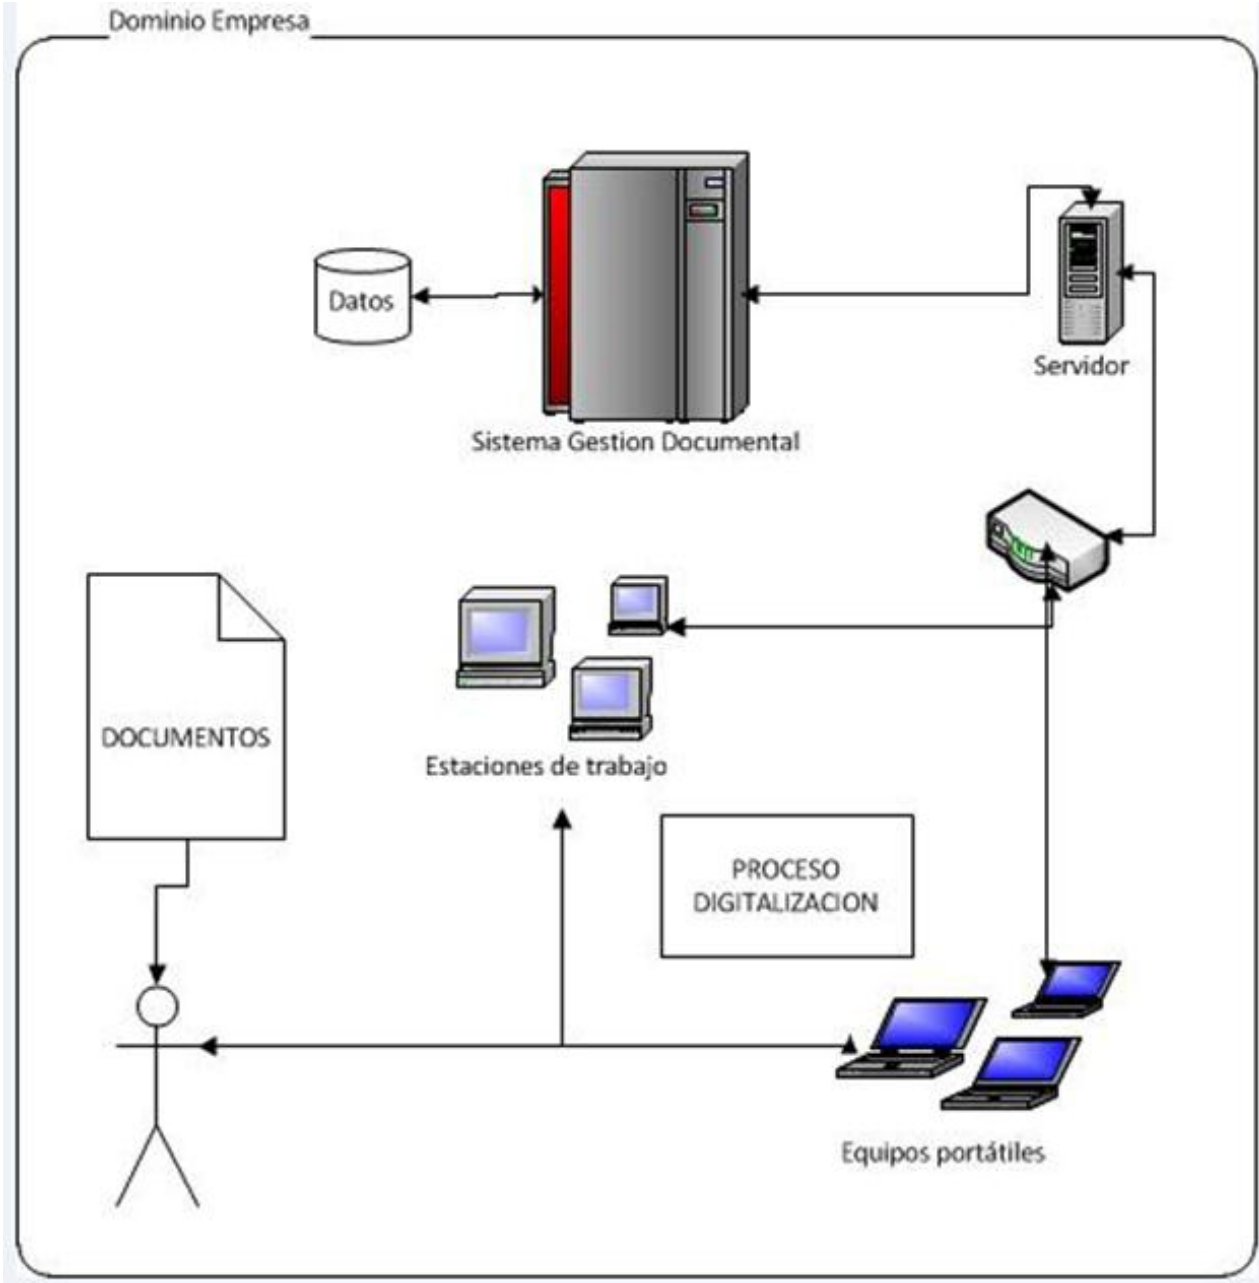 Dominio Empresa
Datos
Servidor
Sistema Gestion Documental
DOCUMENTOS
Estaciones de trabajo
PROCESO
DIGITALIZACION
Equipos portátiles